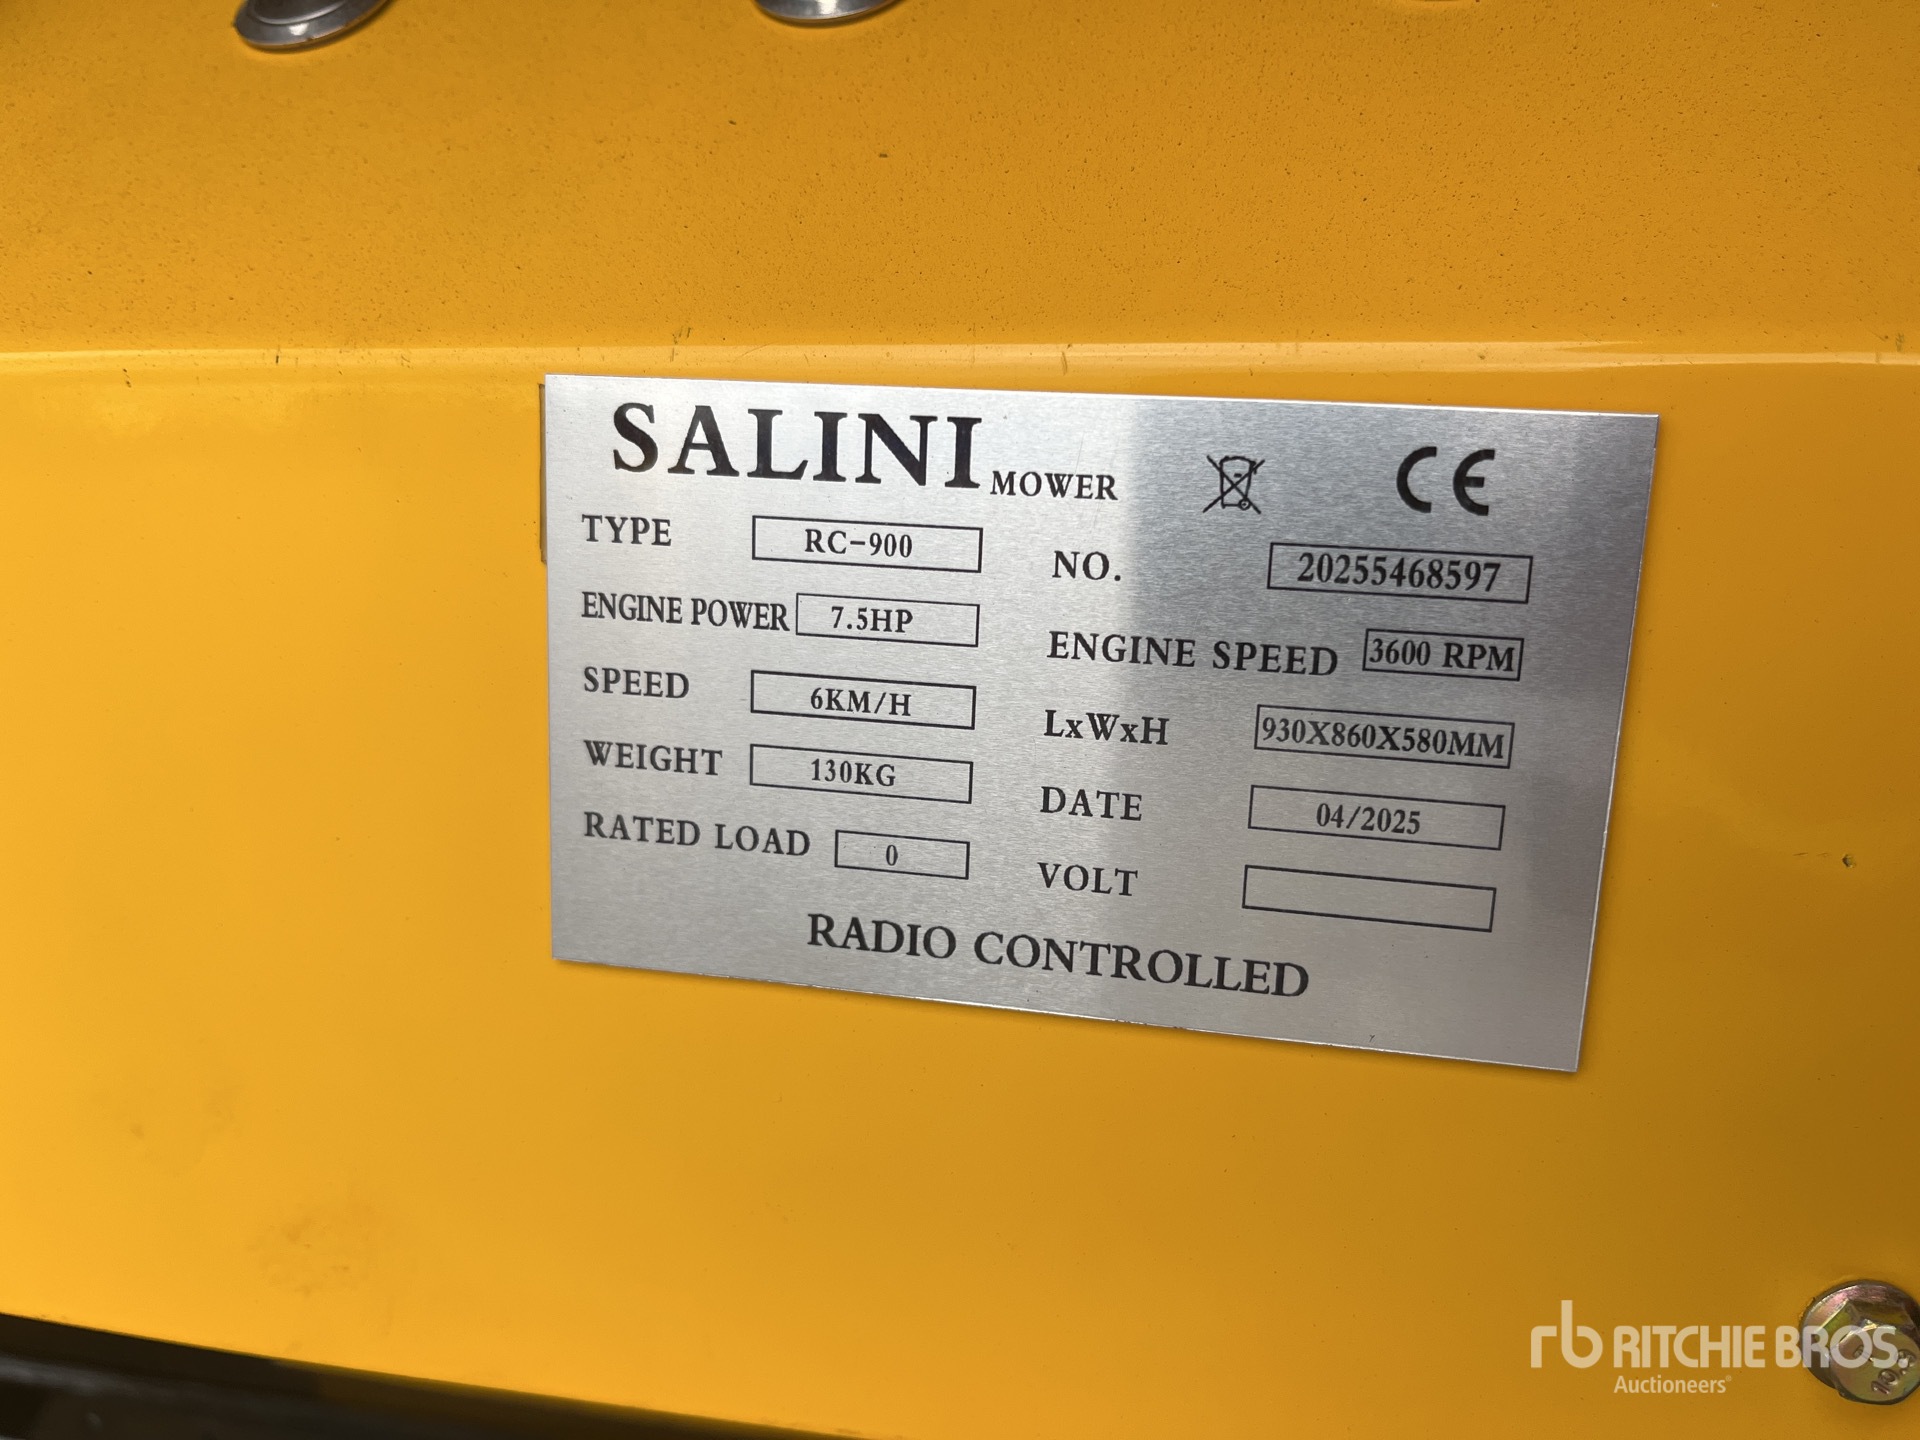 SALINI MOWER
CE
TYPE RC-900
NO. 20255468597
ENGINE POWER 7.5HP
ENGINE SPEED 3600 RPM
SPEED 6KM/H
LxWxH 930X860X580MM
WEIGHT 130KG
DATE 04/2025
RATED LOAD 0
VOLT
RADIO CONTROLLED
rb RITCHIE BROS.
Auctioneers